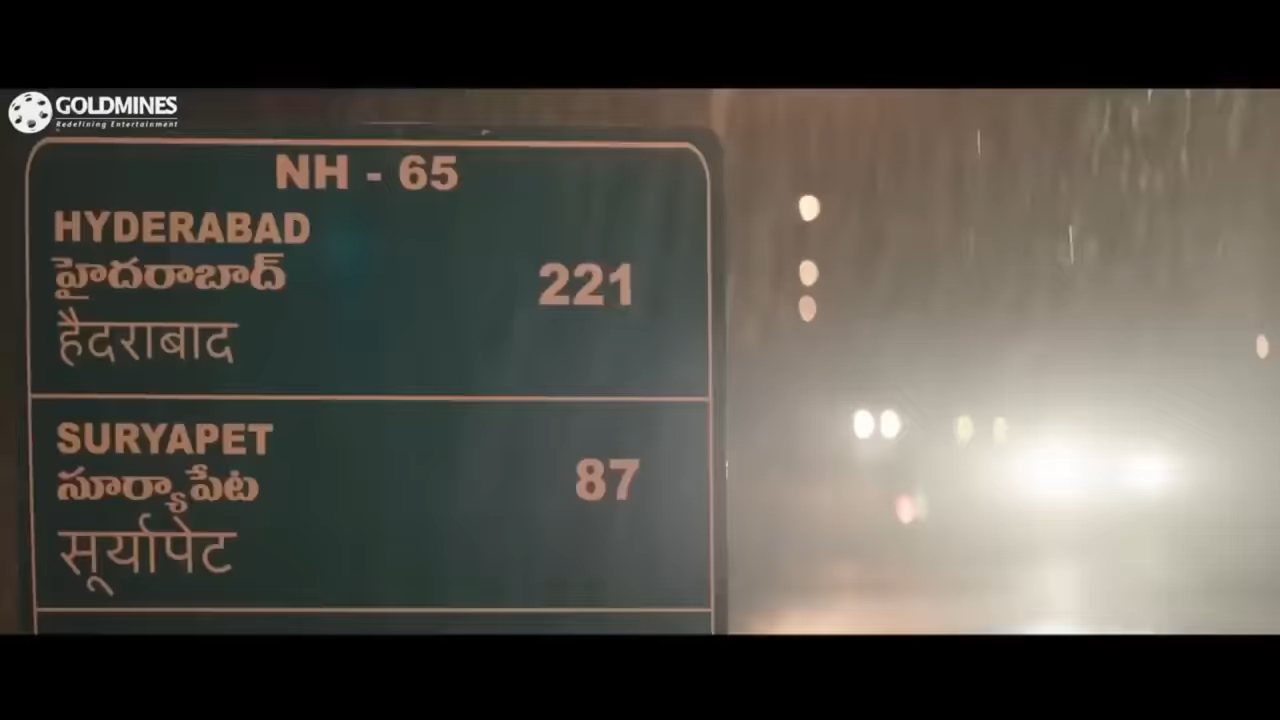 GOLDMINES
Redefining Entertainment
NH - 65
HYDERABAD
హైదరాబాద్
221
हैदराबाद
SURYAPET
సూర్యాపేట
87
सूर्यापेट